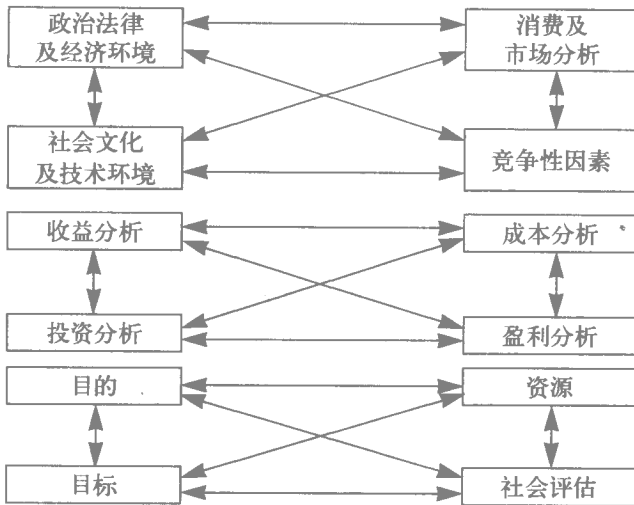 政治法律
及经济环境
消费及
市场分析
社会文化
及技术环境
竞争性因素
收益分析
成本分析
投资分析
盈利分析
目的
资源
目标
社会评估